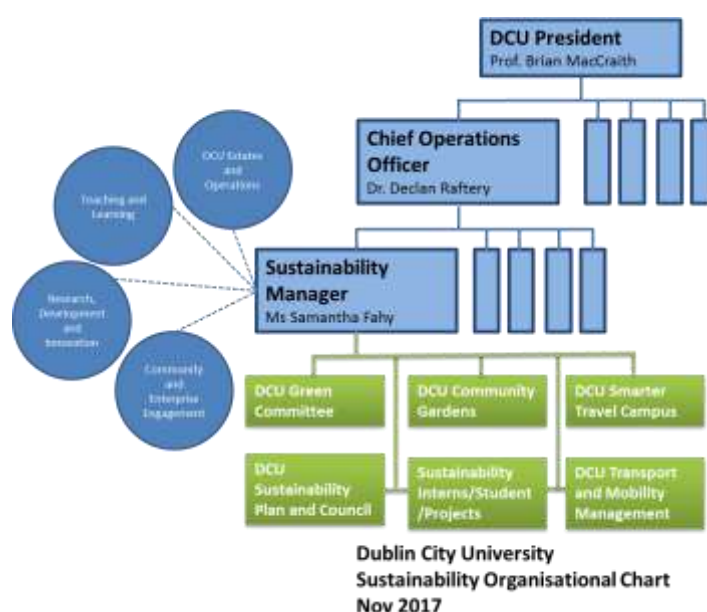 DCU President
Prof. Brian MacCraith
Chief Operations
Officer
Dr. Declan Raftery
DCU Estates
and
Operations
Teaching and
Learning
Research,
Development
and
Innovation
Community
and
Enterprise
Engagement
Sustainability
Manager
Ms Samantha Fahy
DCU Green
Committee
DCU Community
Gardens
DCU Smarter
Travel Campus
DCU
Sustainability
Plan and Council
Sustainability
Interns/Student
/Projects
DCU Transport
and Mobility
Management
Dublin City University
Sustainability Organisational Chart
Nov 2017